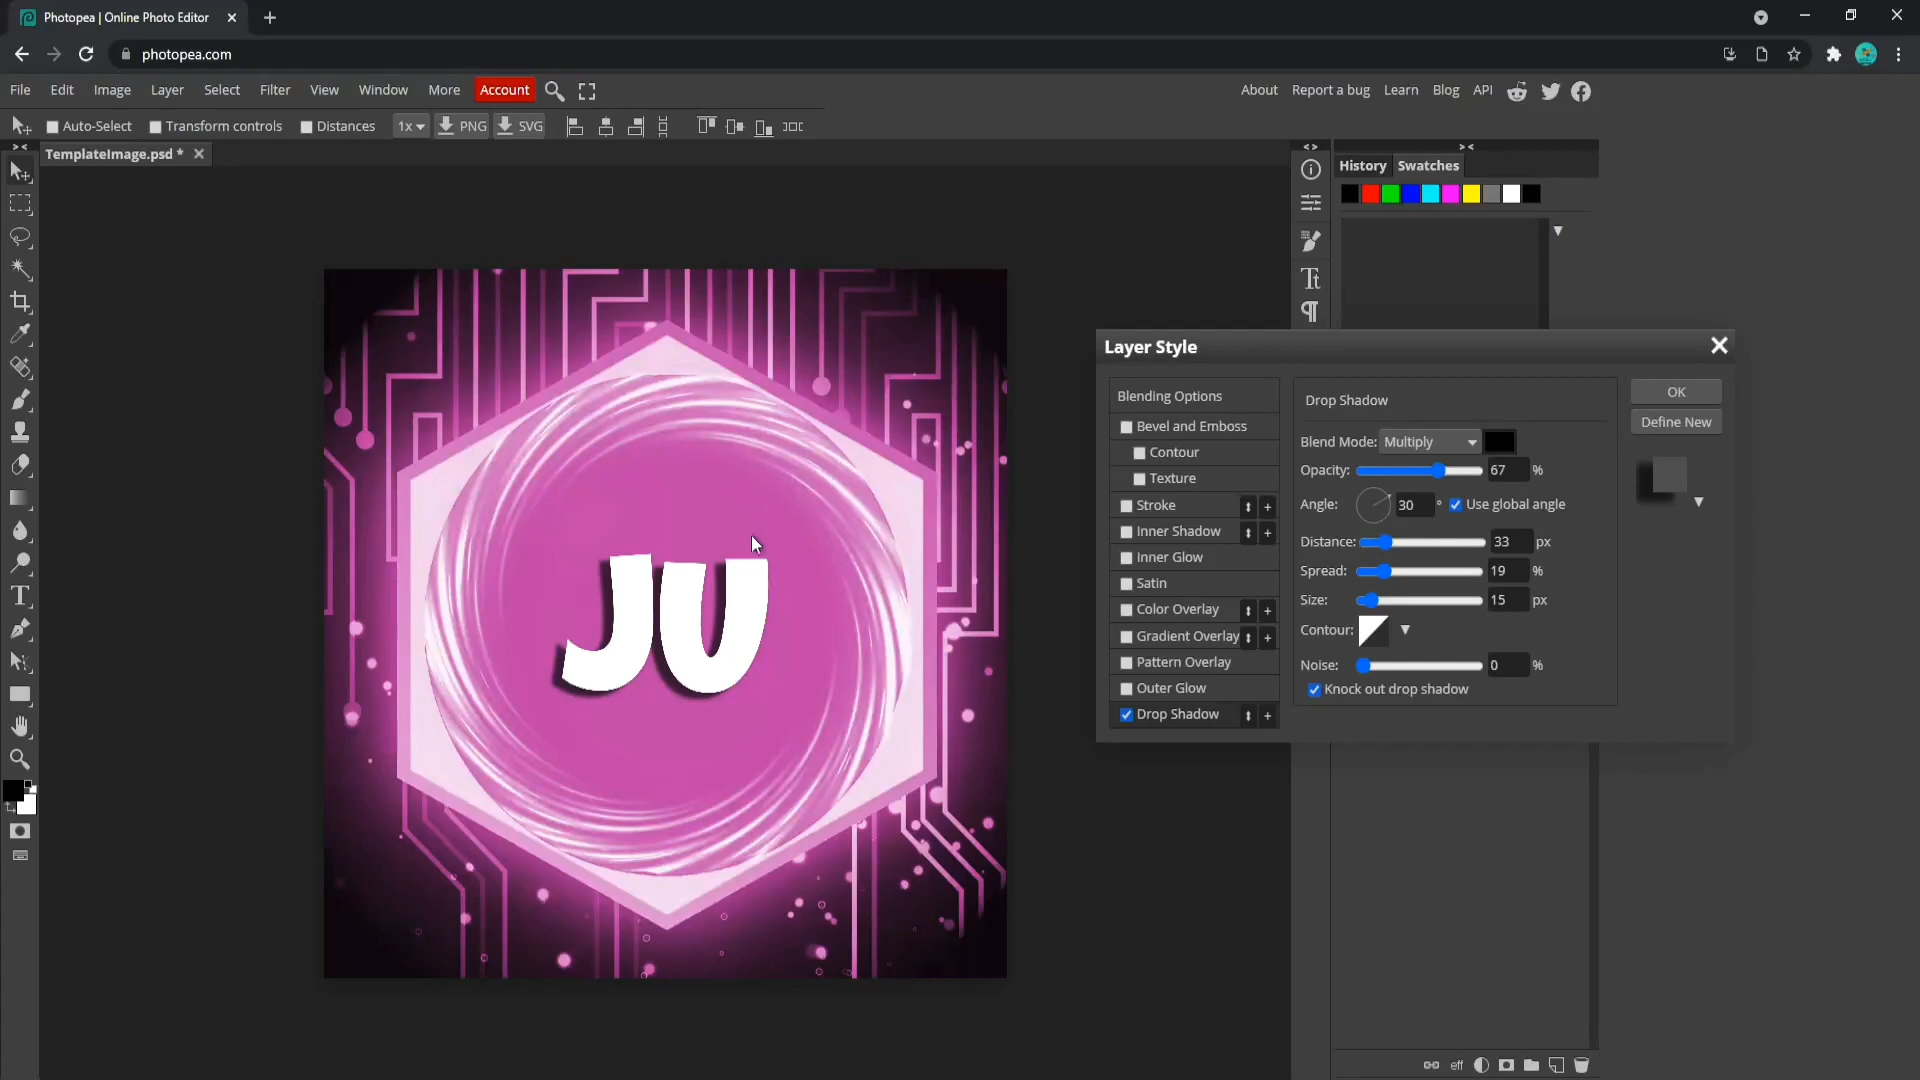 Photopea | Online Photo Editor
photopea.com
File Edit Image Layer Select Filter View Window More Account About Report a bug Learn Blog API
Auto-Select Transform controls Distances 1x PNG SVG
TemplateImage.psd *
History Swatches
JU
Layer Style
Blending Options
Bevel and Emboss
Contour
Texture
Stroke
Inner Shadow
Inner Glow
Satin
Color Overlay
Gradient Overlay
Pattern Overlay
Outer Glow
Drop Shadow
Drop Shadow
Blend Mode: Multiply
Opacity: 67 %
Angle: 30 ° Use global angle
Distance: 33 px
Spread: 19 %
Size: 15 px
Contour:
Noise: 0 %
Knock out drop shadow
OK
Define New
eff